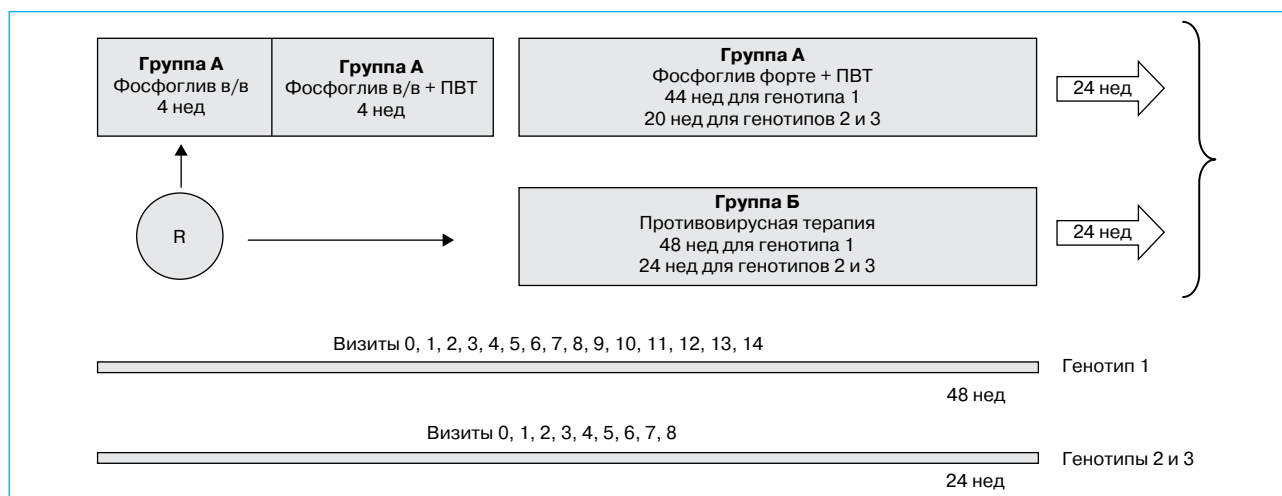 Группа А
Фосфоглив в/в
4 нед
Группа А
Фосфоглив в/в + ПВТ
4 нед
Группа А
Фосфоглив форте + ПВТ
44 нед для генотипа 1
20 нед для генотипов 2 и 3
24 нед
R
Группа Б
Противовирусная терапия
48 нед для генотипа 1
24 нед для генотипов 2 и 3
24 нед
Визиты 0, 1, 2, 3, 4, 5, 6, 7, 8, 9, 10, 11, 12, 13, 14
Генотип 1
48 нед
Визиты 0, 1, 2, 3, 4, 5, 6, 7, 8
Генотипы 2 и 3
24 нед